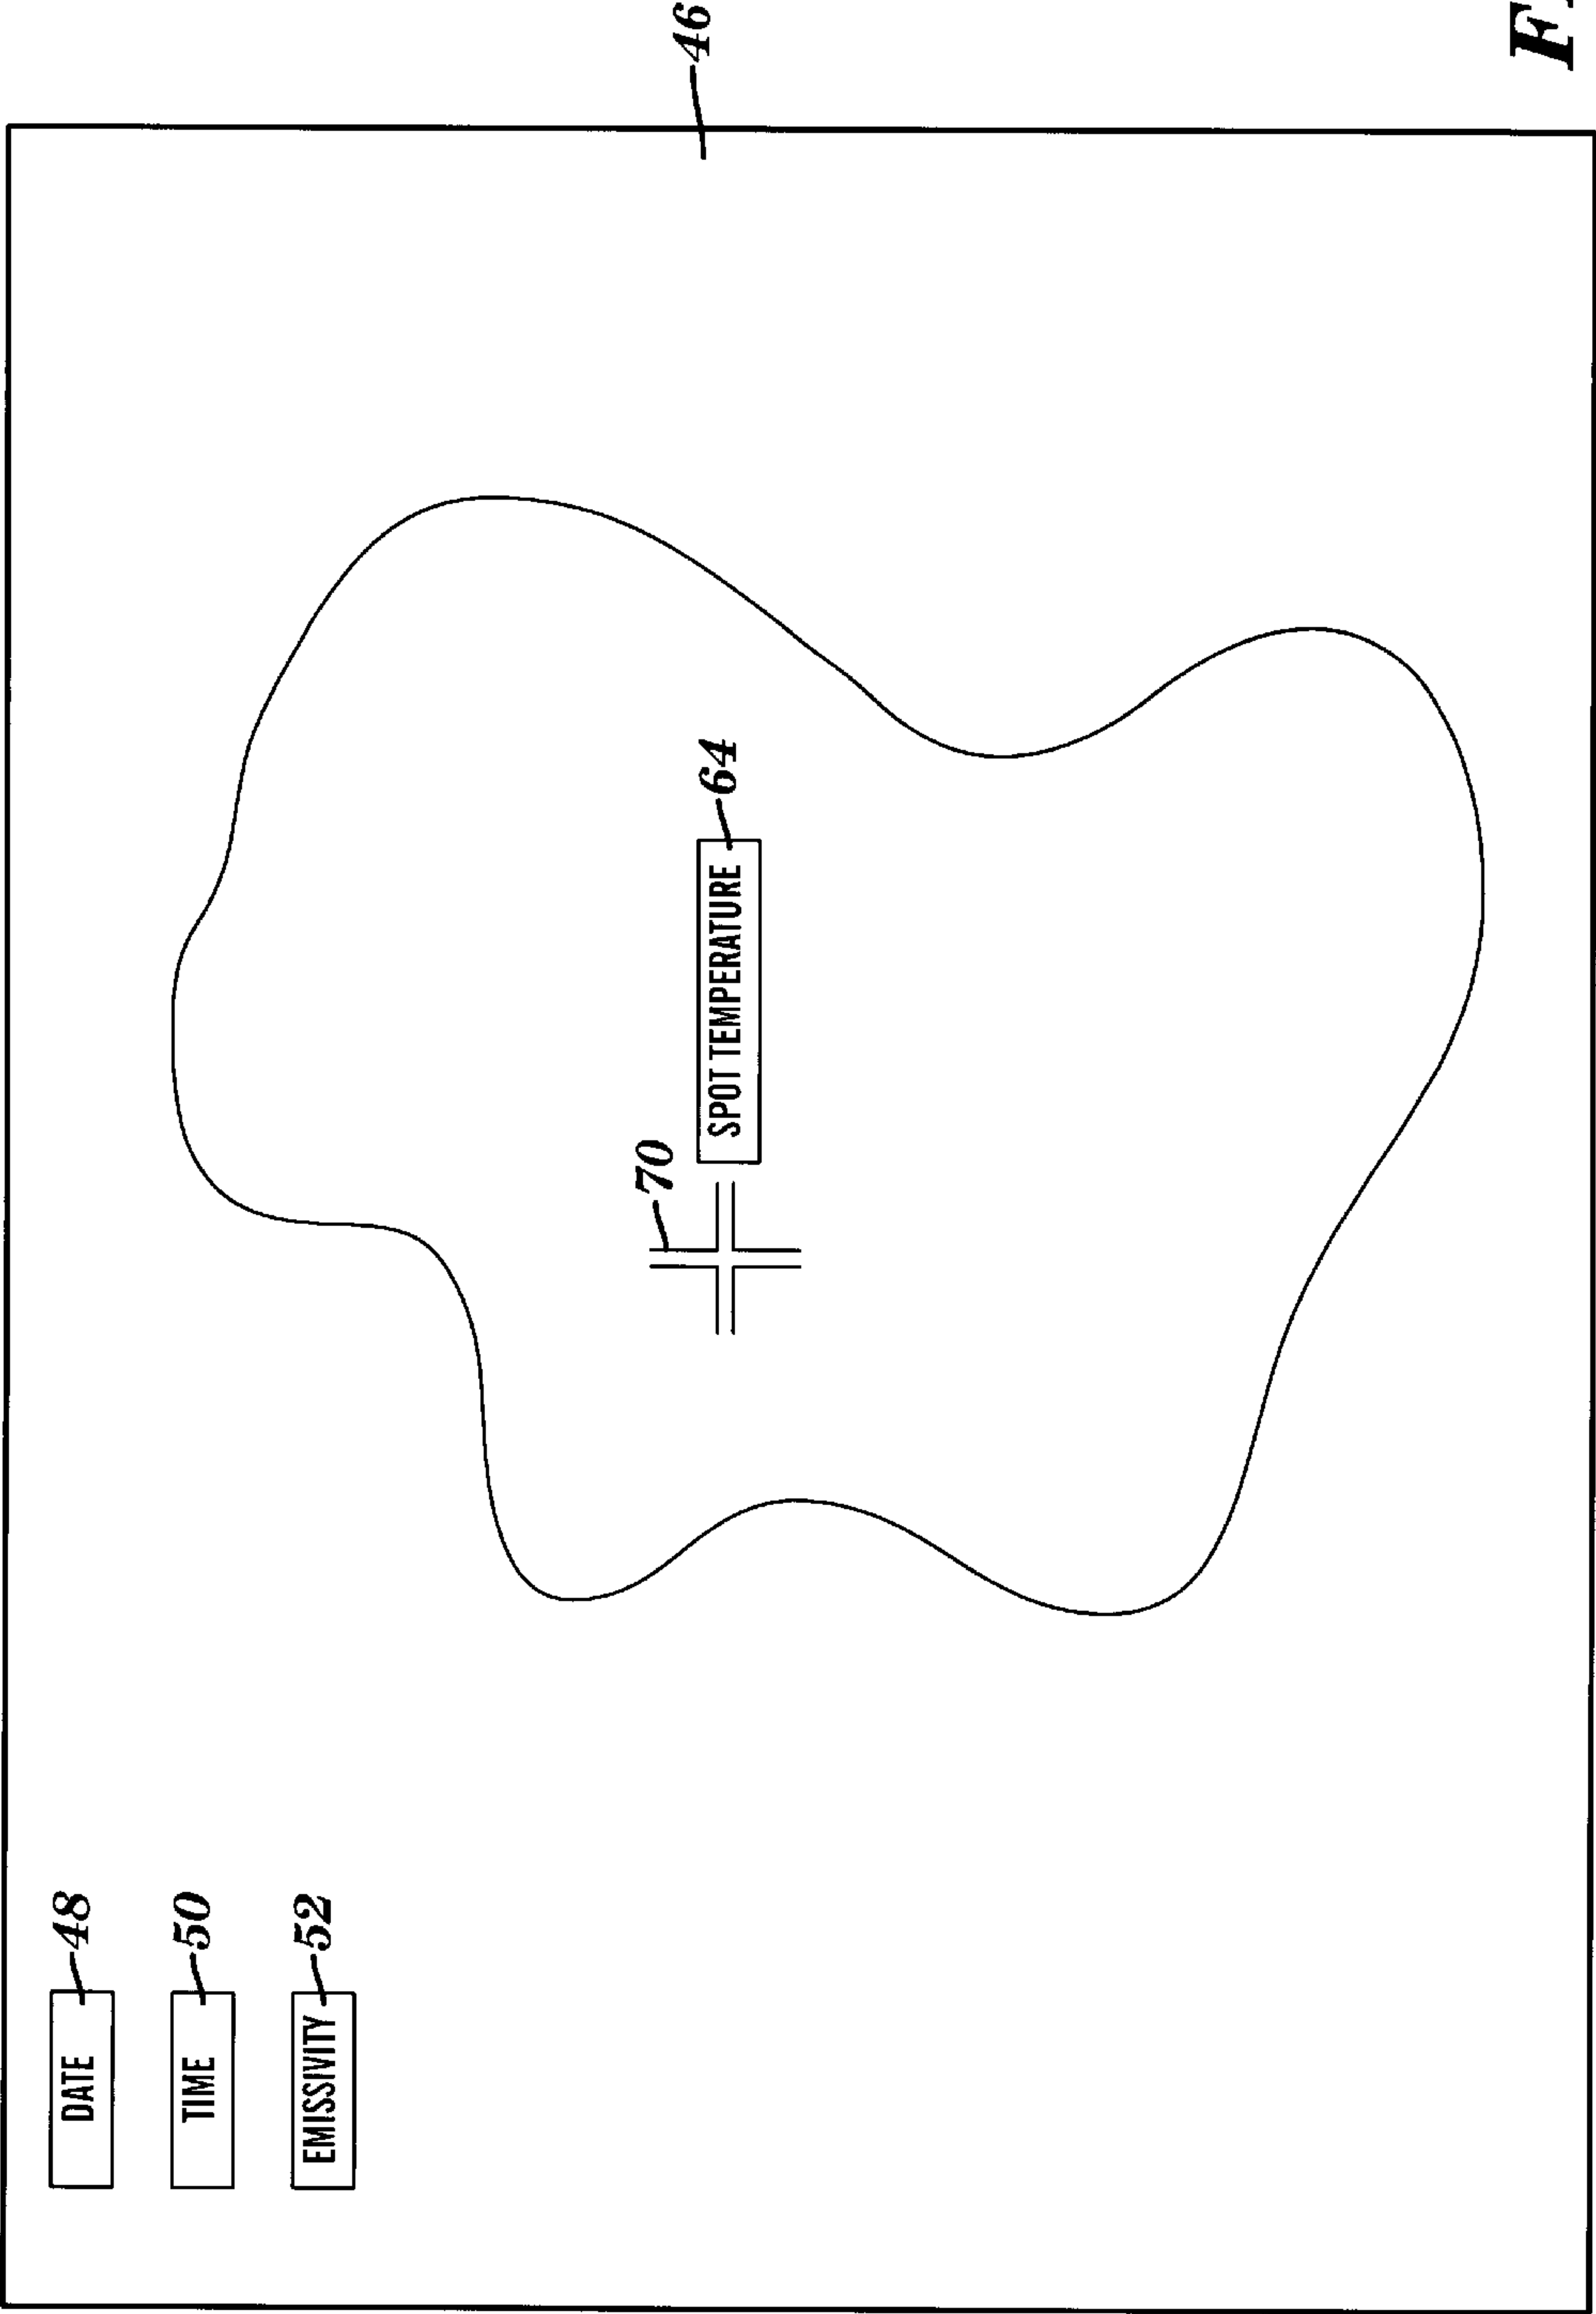 DATE 48
TIME 50
EMISSIVITY 52
70
46
SPOT TEMPERATURE 64